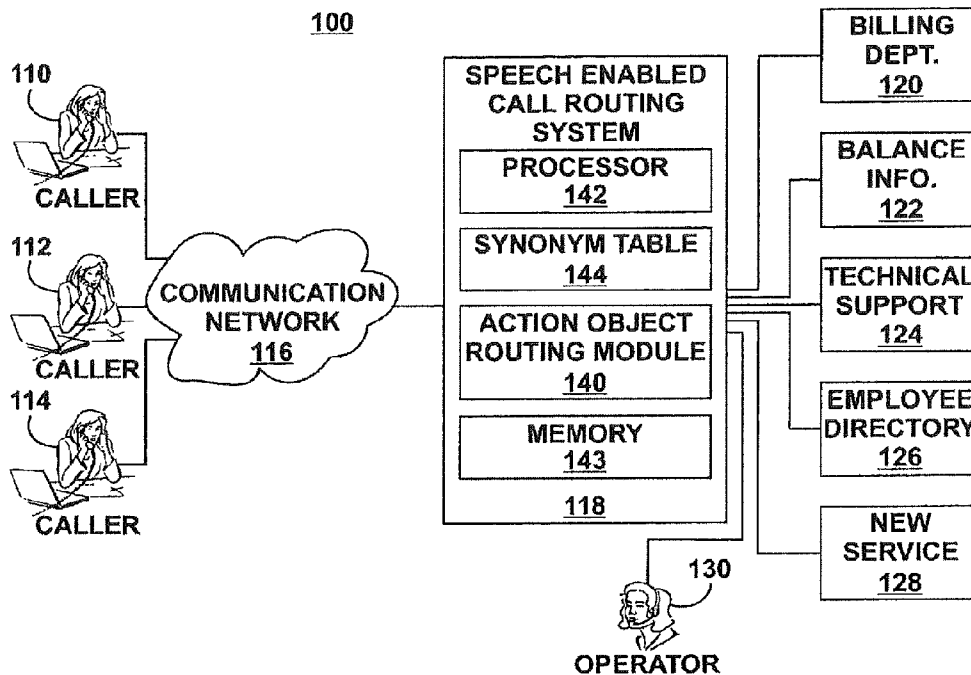 100
110
CALLER
112
CALLER
114
CALLER
COMMUNICATION
NETWORK
116
SPEECH ENABLED
CALL ROUTING
SYSTEM
PROCESSOR
142
SYNONYM TABLE
144
ACTION OBJECT
ROUTING MODULE
140
MEMORY
143
118
130
OPERATOR
BILLING
DEPT.
120
BALANCE
INFO.
122
TECHNICAL
SUPPORT
124
EMPLOYEE
DIRECTORY
126
NEW
SERVICE
128